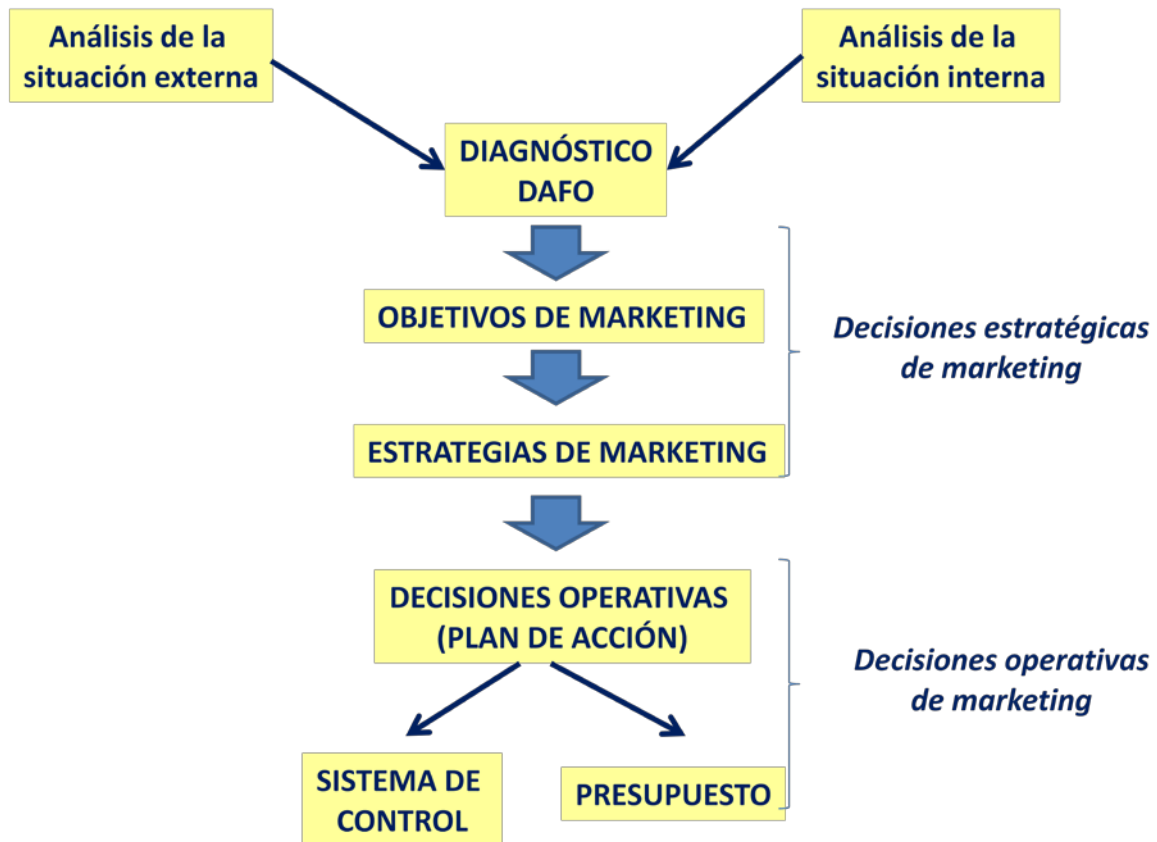 Análisis de la
situación externa
Análisis de la
situación interna
DIAGNÓSTICO
DAFO
OBJETIVOS DE MARKETING
Decisiones estratégicas
de marketing
ESTRATEGIAS DE MARKETING
DECISIONES OPERATIVAS
(PLAN DE ACCIÓN)
Decisiones operativas
de marketing
SISTEMA DE
CONTROL
PRESUPUESTO